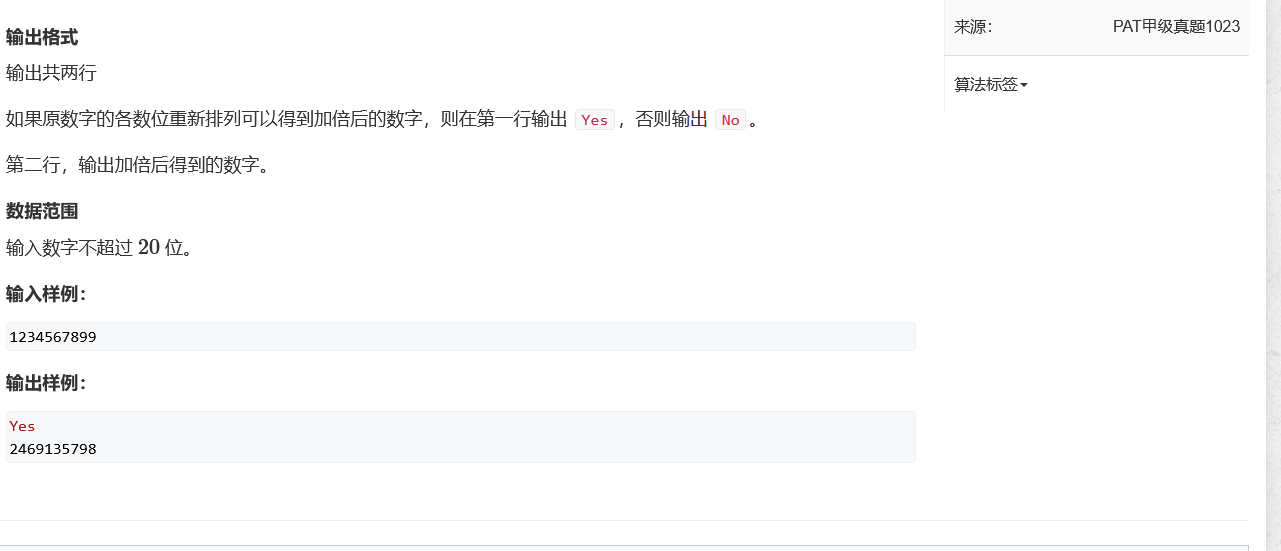 输出格式
输出共两行
如果原数字的各数位重新排列可以得到加倍后的数字，则在第一行输出 Yes ，否则输出 No 。
第二行，输出加倍后得到的数字。
数据范围
输入数字不超过 20 位。
输入样例：
1234567899
输出样例：
Yes
2469135798
来源： PAT甲级真题1023
算法标签